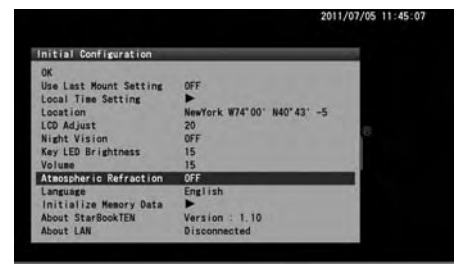 2011/07/05 11:45:07
Initial Configuration
OK
Use Last Mount Setting OFF
Local Time Setting ▶
Location NewYork W74°00' N40°43' -5
LCD Adjust 20
Night Vision OFF
Key LED Brightness 15
Volume 15
Atmospheric Refraction OFF
Language English
Initialize Memory Data ▶
About StarBookTEN Version : 1.10
About LAN Disconnected